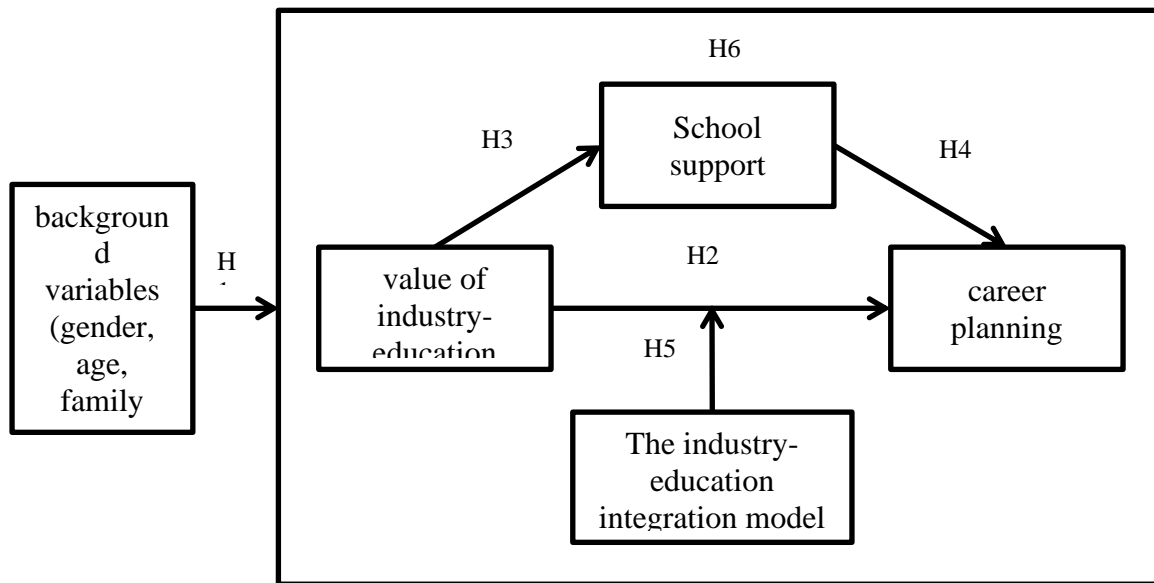 H6
School
support
H3
H4
backgroun
d
variables
(gender,
age,
family
H
value of
industry-
education
H2
career
planning
H5
The industry-
education
integration model